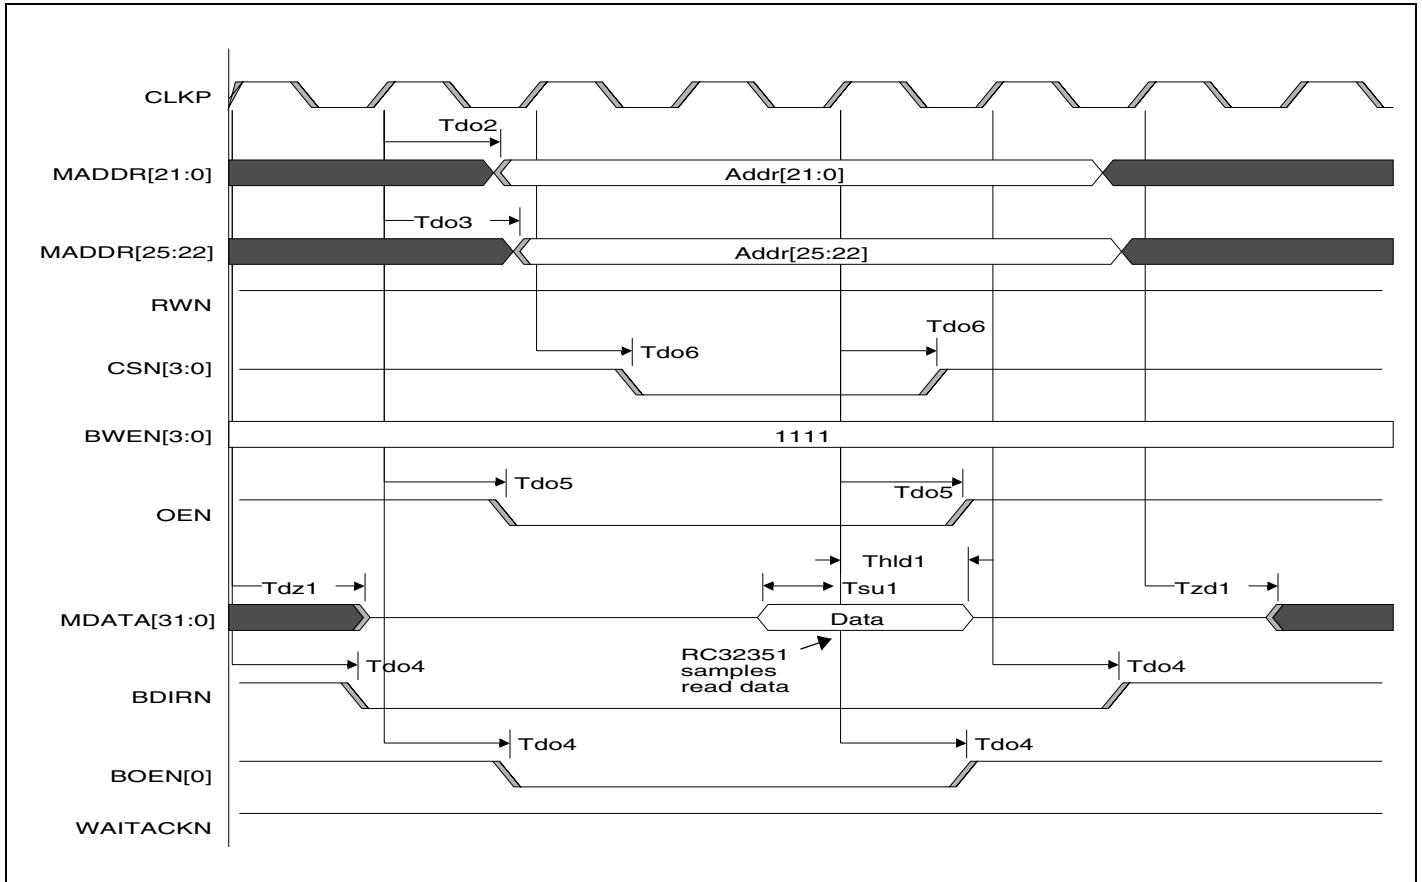 CLKP
Tdo2
MADDR[21:0]
Addr[21:0]
Tdo3
MADDR[25:22]
Addr[25:22]
RWN
Tdo6
Tdo6
CSN[3:0]
BWEN[3:0]
1111
Tdo5
Tdo5
OEN
Thld1
Tdz1
Tsu1
Tzd1
MDATA[31:0]
Data
RC32351
samples
read data
Tdo4
Tdo4
BDIRN
Tdo4
Tdo4
BOEN[0]
WAITACKN